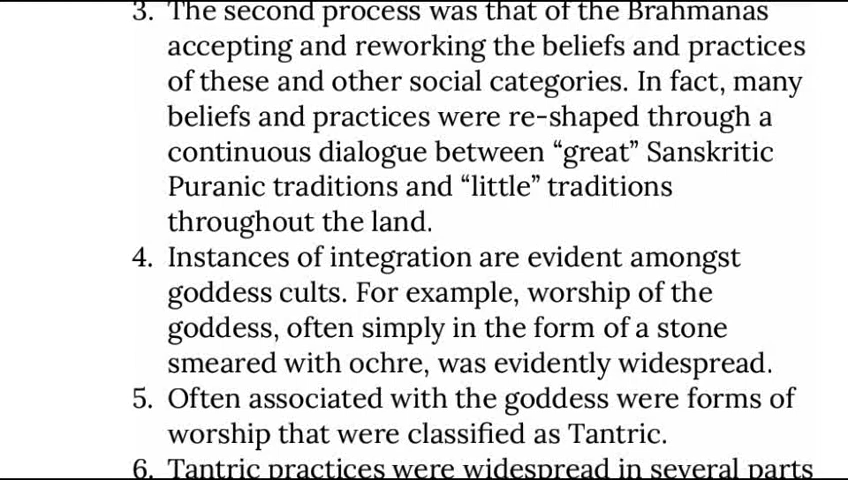 3. The second process was that of the Brahmanas
accepting and reworking the beliefs and practices
of these and other social categories. In fact, many
beliefs and practices were re-shaped through a
continuous dialogue between “great” Sanskritic
Puranic traditions and “little” traditions
throughout the land.
4. Instances of integration are evident amongst
goddess cults. For example, worship of the
goddess, often simply in the form of a stone
smeared with ochre, was evidently widespread.
5. Often associated with the goddess were forms of
worship that were classified as Tantric.
6. Tantric practices were widespread in several parts